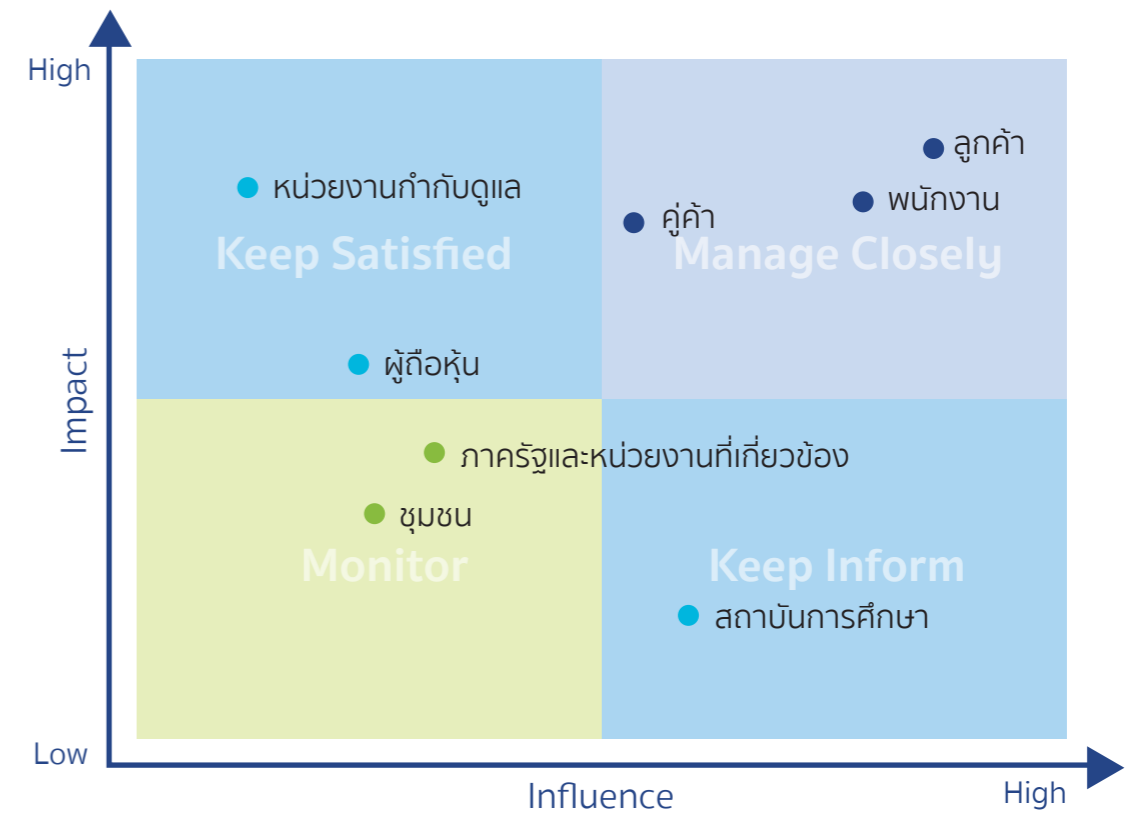 High
ลูกค้า
หน่วยงานกำกับดูแล
พนักงาน
คู่ค้า
Keep Satisfied
Manage Closely
ผู้ถือหุ้น
Impact
ภาครัฐและหน่วยงานที่เกี่ยวข้อง
ชุมชน
Monitor
Keep Inform
สถาบันการศึกษา
Low
Influence
High